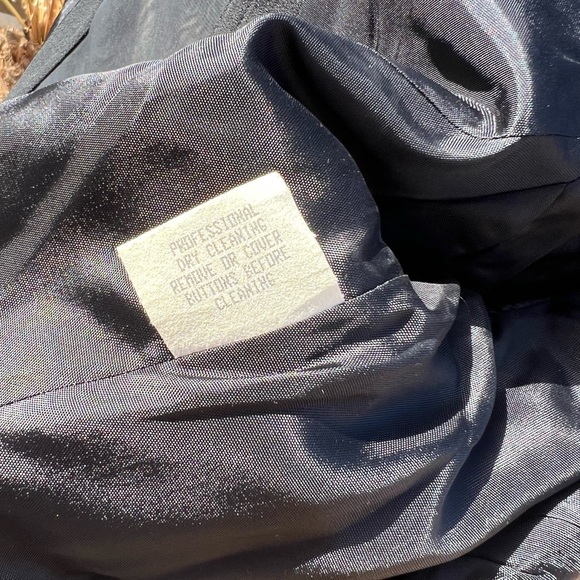 PROFESSIONAL
DRY CLEANING
REMOVE OR COVER
BUTTONS BEFORE
CLEANING